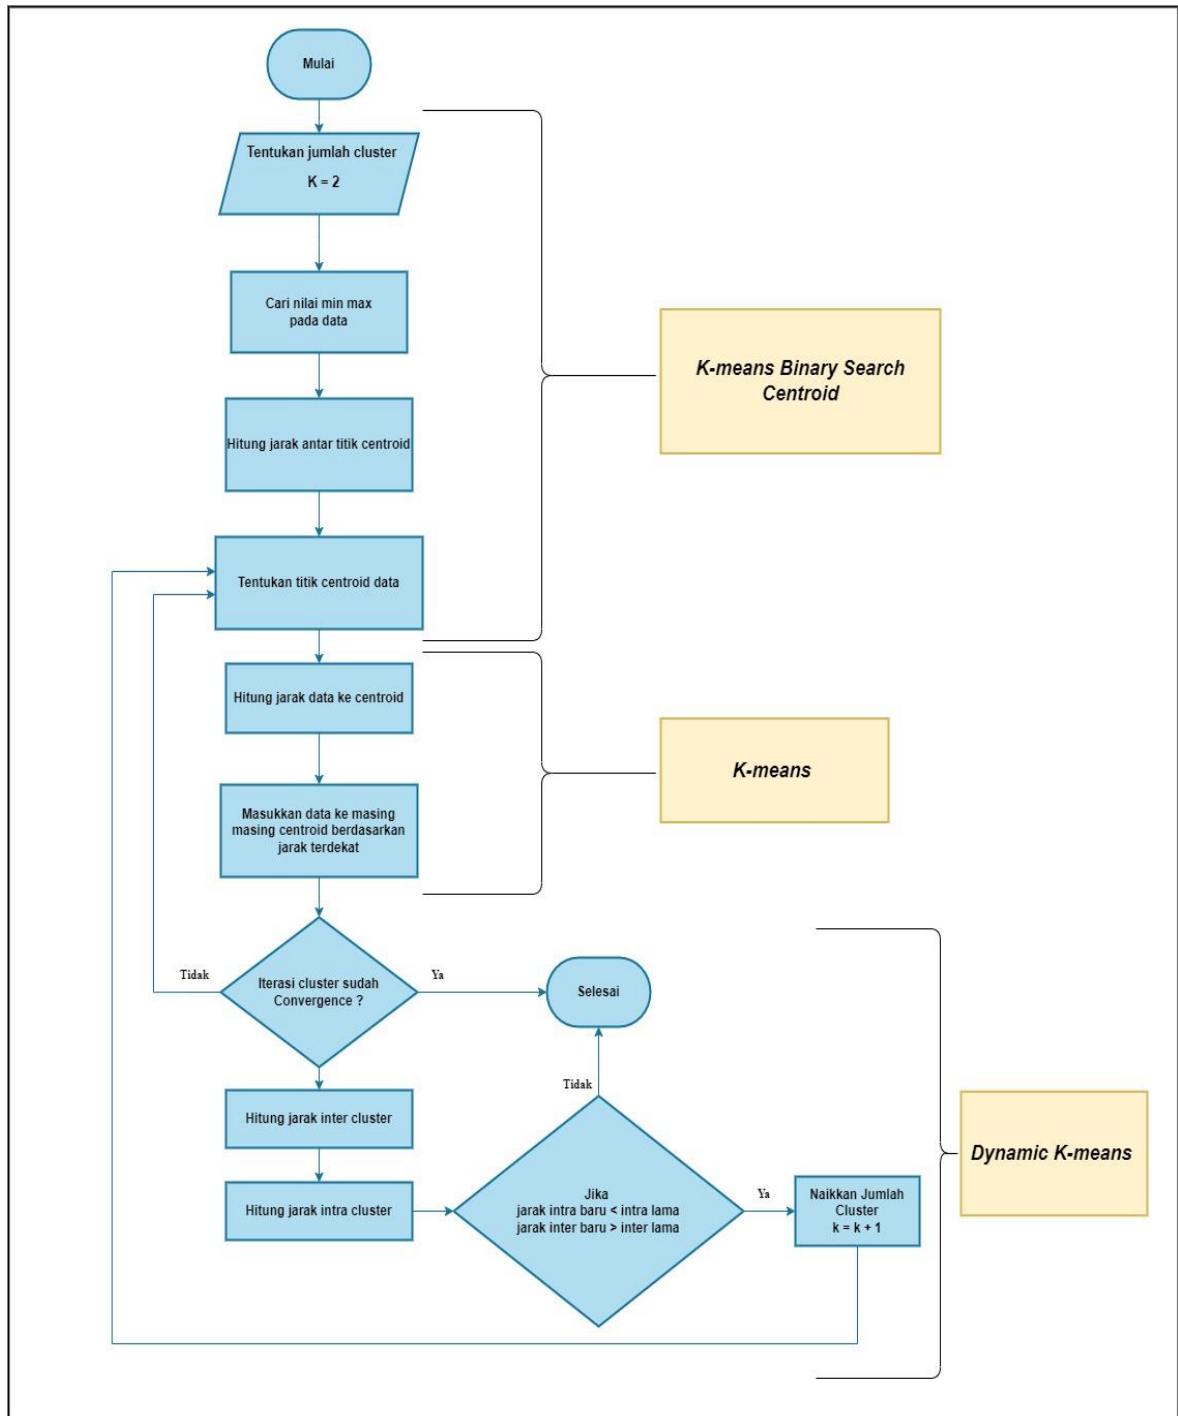 Mulai
Tentukan jumlah cluster
K = 2
Cari nilai min max
pada data
K-means Binary Search
Centroid
Hitung jarak antar titik centroid
Tentukan titik centroid data
Hitung jarak data ke centroid
K-means
Masukkan data ke masing
masing centroid berdasarkan
jarak terdekat
Tidak
Iterasi cluster sudah
Convergence ?
Ya
Selesai
Tidak
Hitung jarak inter cluster
Hitung jarak intra cluster
Jika
jarak intra baru < intra lama
jarak inter baru > inter lama
Ya
Naikkan Jumlah
Cluster
k = k + 1
Dynamic K-means